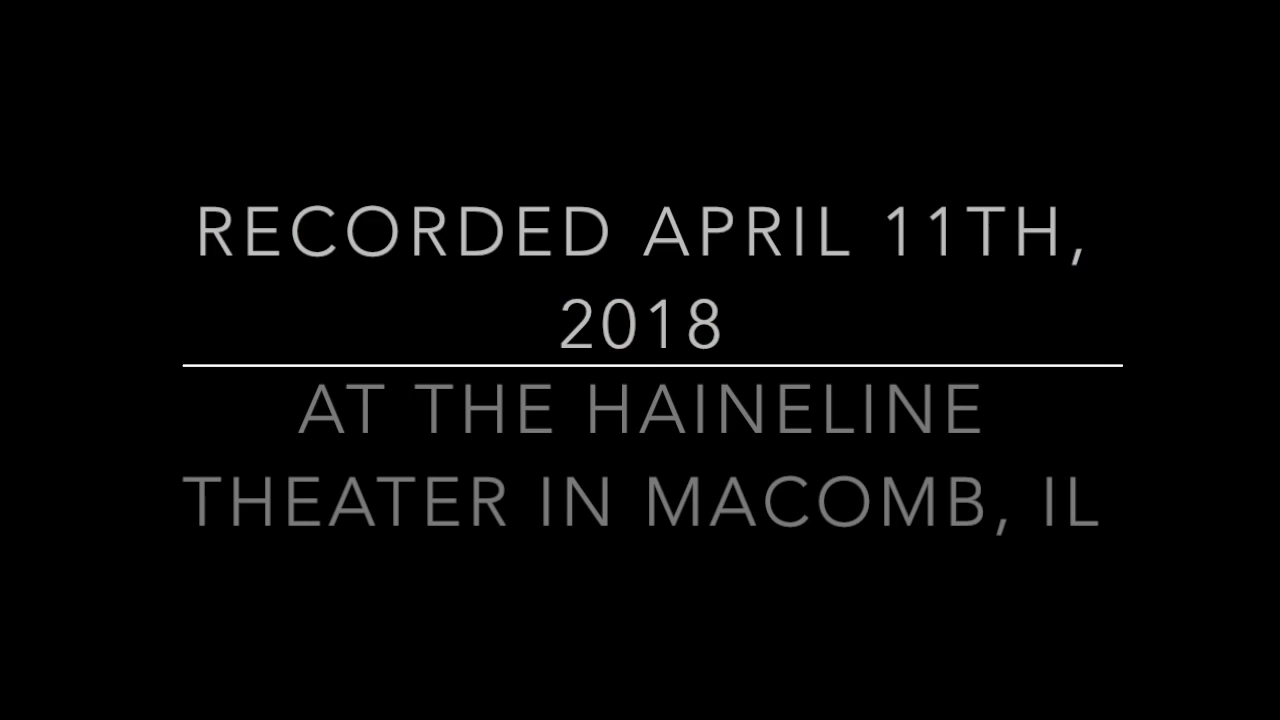 RECORDED APRIL 11TH,
2018
AT THE HAINELINE
THEATER IN MACOMB, IL